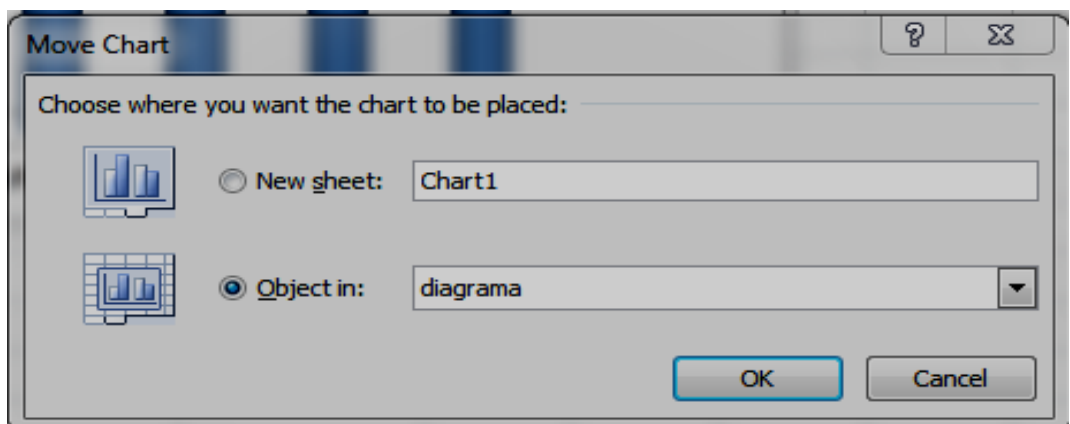 Move Chart
Choose where you want the chart to be placed:
New sheet: Chart1
Object in: diagrama
OK Cancel